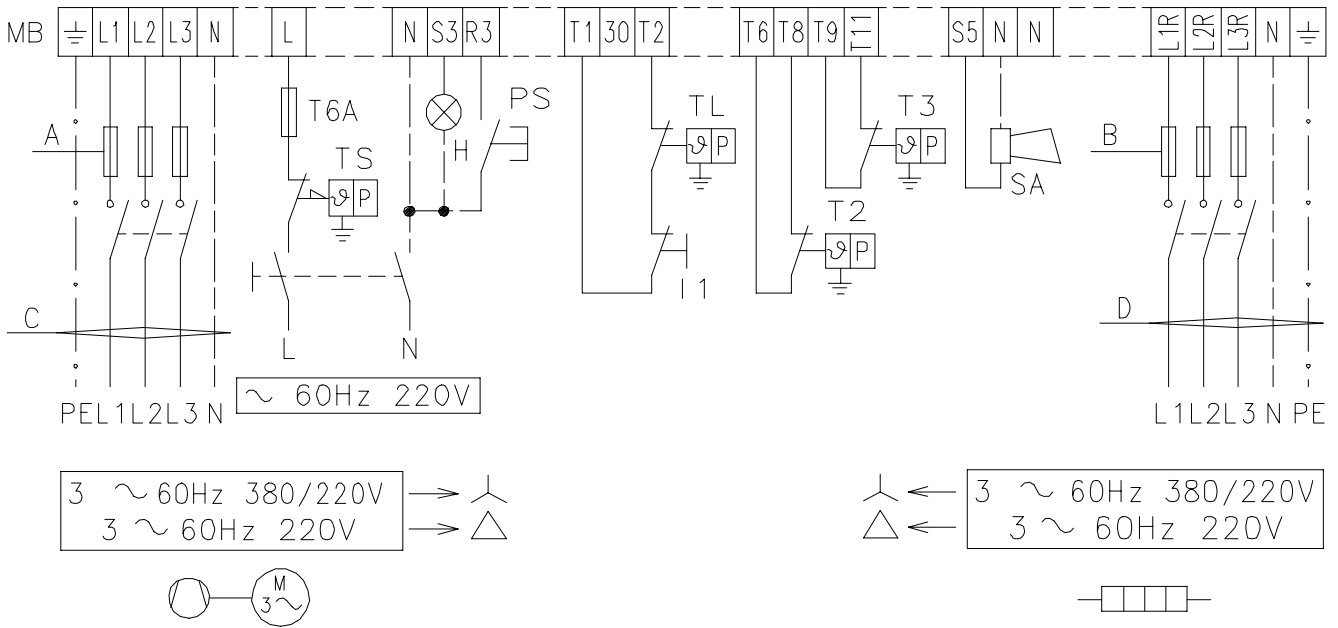 MB L1 L2 L3 N L N S3 R3 T1 30 T2 T6 T8 T9 T11 S5 N N L1R L2R L3R N
A T6A H PS TL T3 B
TS P P P SA
T2 P
I1
C D
L N
~ 60Hz 220V
PE L1 L2 L3 N L1 L2 L3 N PE
3 ~ 60Hz 380/220V
3 ~ 60Hz 220V
3 ~ 60Hz 380/220V
3 ~ 60Hz 220V
M
3~